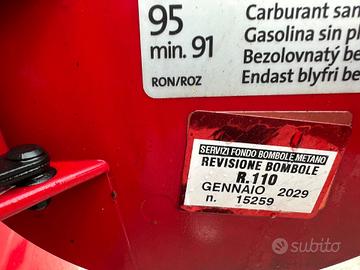 95
min. 91
RON/ROZ
Carburant san
Gasolina sin pl
Bezolovnatý be
Endast blyfri be
SERVIZI FONDO BOMBOLE METANO
REVISIONE BOMBOLE
R.110
GENNAIO 2029
n. 15259
subito